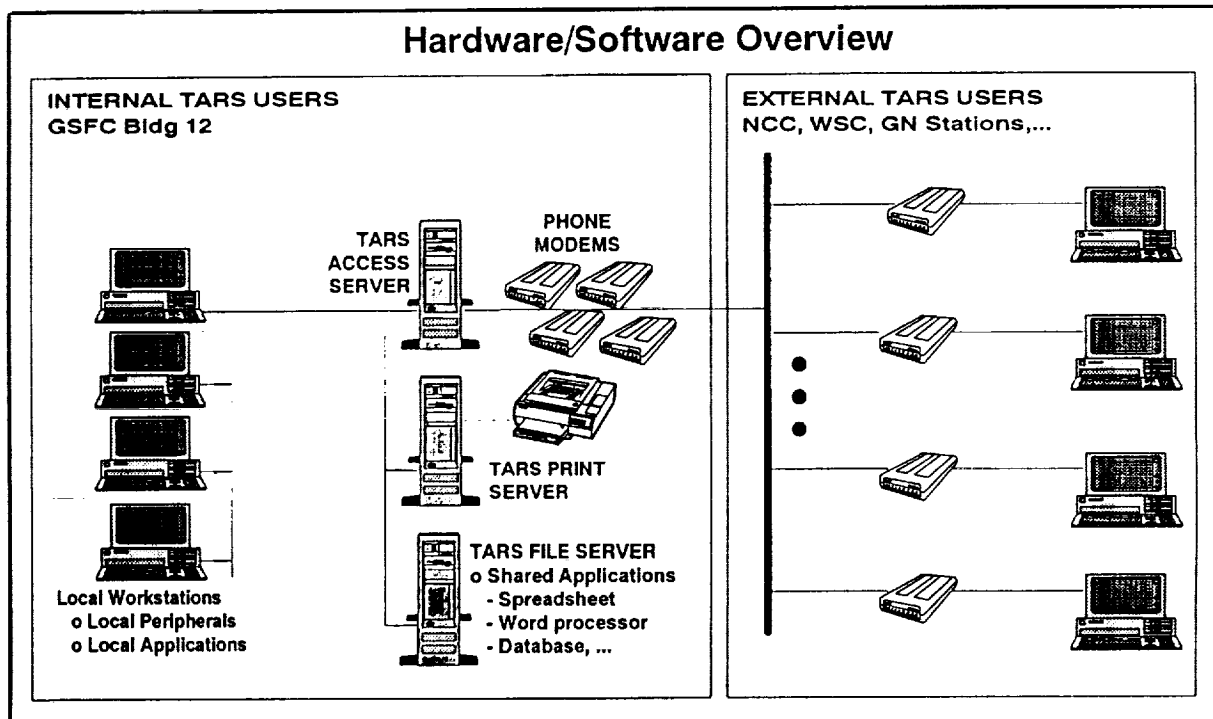 Hardware/Software Overview
INTERNAL TARS USERS
GSFC Bldg 12
TARS
ACCESS
SERVER
PHONE
MODEMS
TARS PRINT
SERVER
TARS FILE SERVER
o Shared Applications
- Spreadsheet
- Word processor
- Database, ...
Local Workstations
o Local Peripherals
o Local Applications
EXTERNAL TARS USERS
NCC, WSC, GN Stations,...